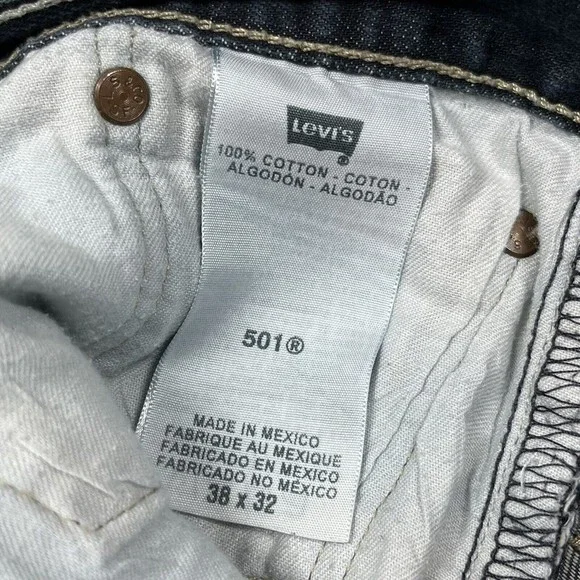 Levi's
®
100% COTTON - COTON -
ALGODÓN - ALGODÃO
501®
MADE IN MEXICO
FABRIQUE AU MEXIQUE
FABRICADO EN MEXICO
FABRICADO NO MÉXICO
38 x 32